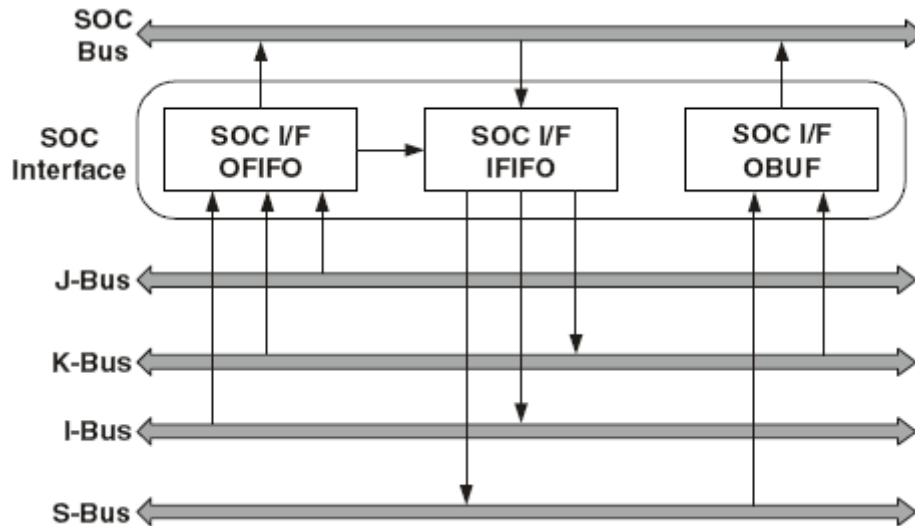 SOC
Bus
SOC
Interface
SOC I/F
OFIFO
SOC I/F
IFIFO
SOC I/F
OBUF
J-Bus
K-Bus
I-Bus
S-Bus